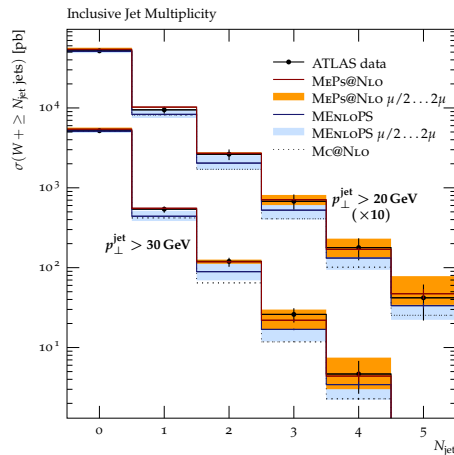 Inclusive Jet Multiplicity
σ(W + ≥ N_jet jets) [pb]
ATLAS data
MEPS@NLO
MEPS@NLO μ/2 . . . 2μ
MENLOPS
MENLOPS μ/2 . . . 2μ
MC@NLO
p_⊥^jet > 20 GeV
(×10)
p_⊥^jet > 30 GeV
10^4
10^3
10^2
10^1
0 1 2 3 4 5
N_jet